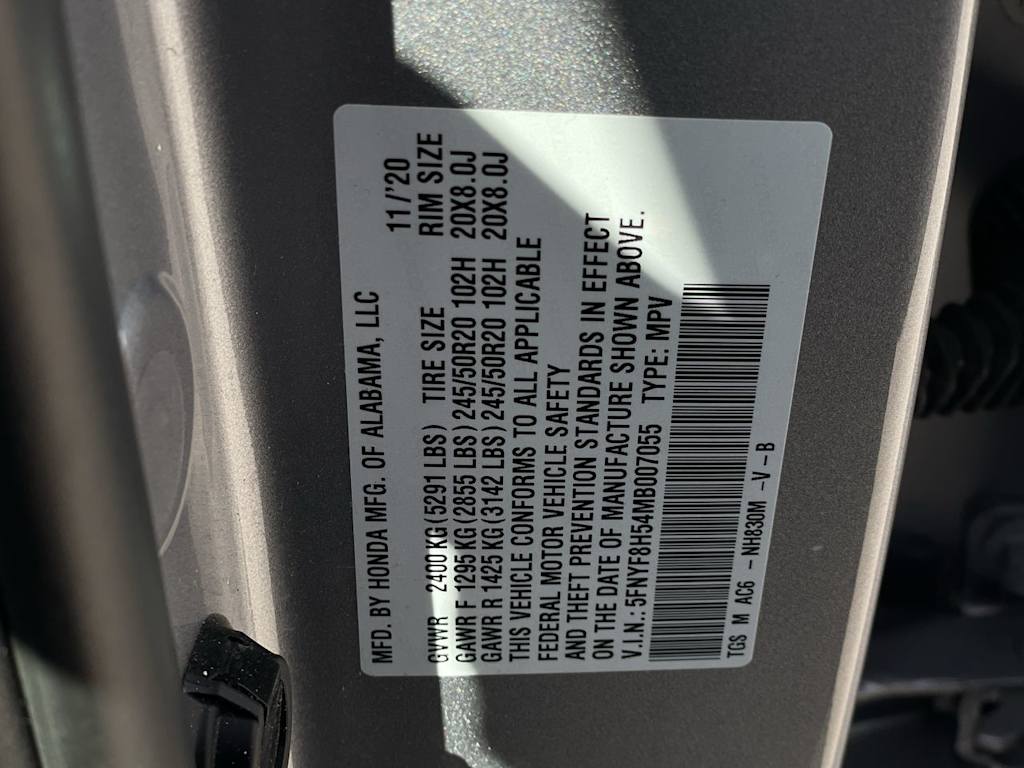 MFD. BY HONDA MFG. OF ALABAMA, LLC
11/'20
GVWR 2400 KG (5291 LBS) TIRE SIZE RIM SIZE
GAWR F 1295 KG (2855 LBS) 245/50R20 102H 20X8.0J
GAWR R 1425 KG (3142 LBS) 245/50R20 102H 20X8.0J
THIS VEHICLE CONFORMS TO ALL APPLICABLE
FEDERAL MOTOR VEHICLE SAFETY
AND THEFT PREVENTION STANDARDS IN EFFECT
ON THE DATE OF MANUFACTURE SHOWN ABOVE.
V.I.N.: 5FNYF8H54MB007055 TYPE: MPV
TGS M AC6 - NH830M -V-B